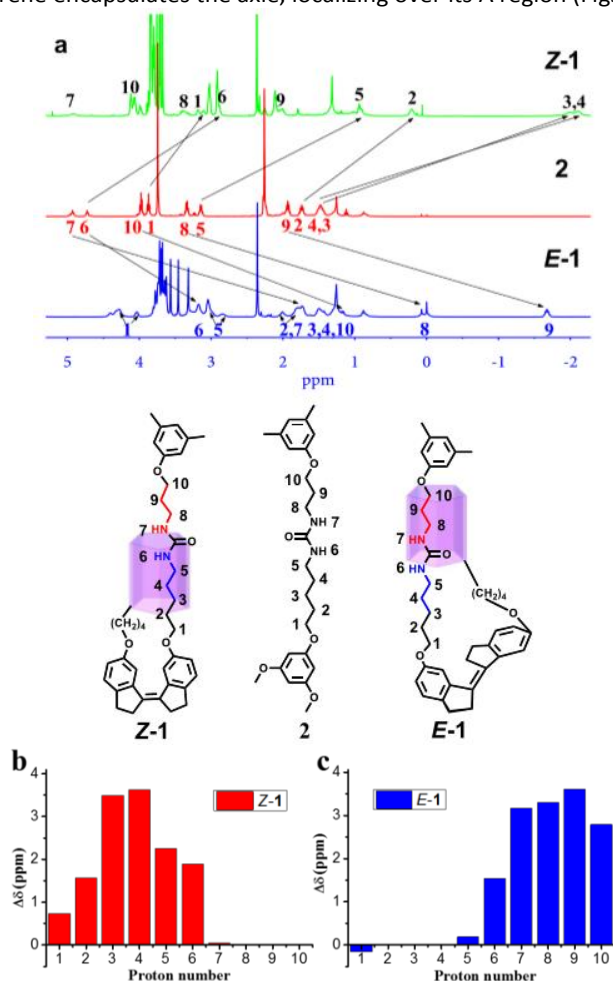 rene encapsulates the axle, localizing over its A region (Fig
a
Z-1
10
7
8 1 6
9
5
2
3,4
2
7 6 10 1 8 5 9 2 4,3
E-1
1 6 5 2,7 3,4,10 8 9
5 4 3 2 1 0 -1 -2
ppm
O
10
9
8
7
HN
O
6
HN
5
4
3
2
1
(CH2)4
O
O
Z-1
O
10
9
8
NH 7
O
NH 6
5
4
3
2
1
O
O
O
2
O
10
9
8
7
HN
O
6
HN
5
4
3
2
1
O
(CH2)4
O
E-1
b
Z-1
Δδ (ppm)
4
3
2
1
0
1 2 3 4 5 6 7 8 9 10
Proton number
c
E-1
Δδ (ppm)
4
3
2
1
0
1 2 3 4 5 6 7 8 9 10
Proton number